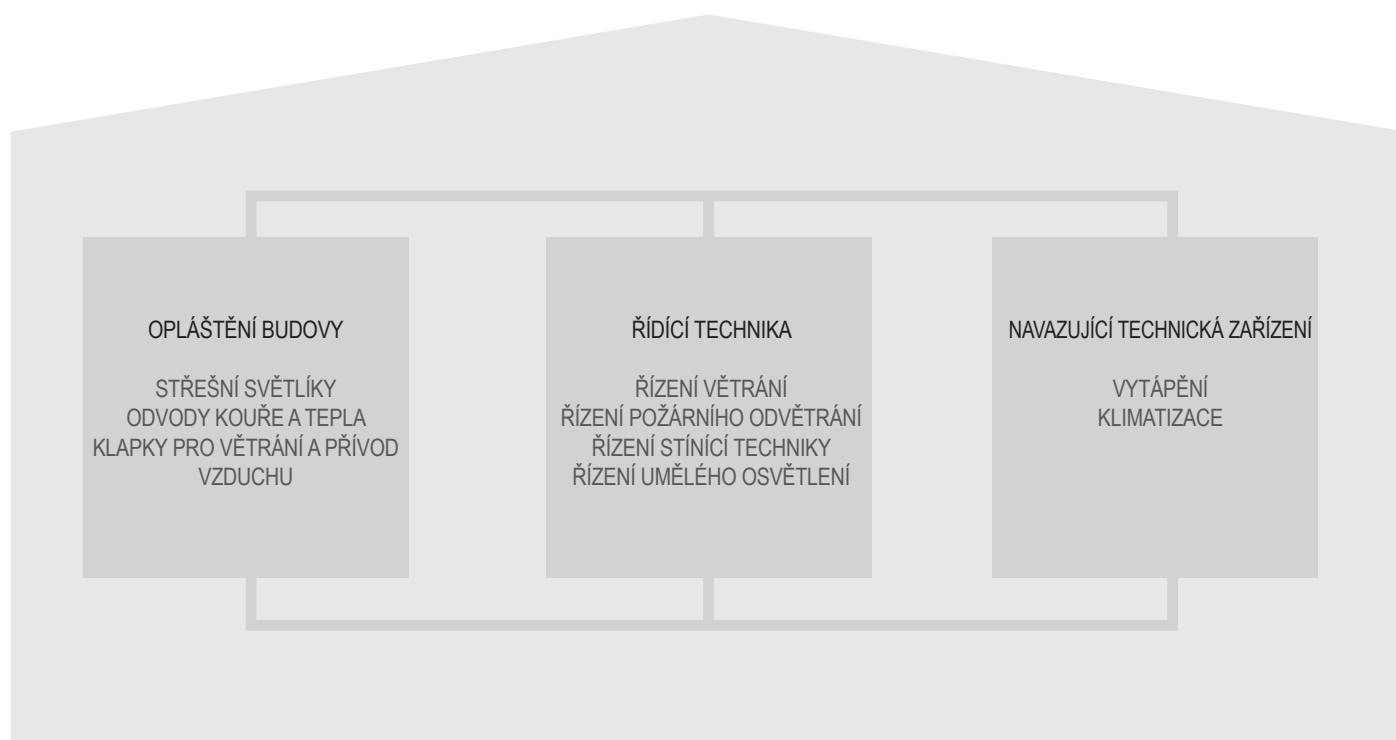 OPLÁŠTĚNÍ BUDOVY
STŘEŠNÍ SVĚTLÍKY
ODVODY KOUŘE A TEPLA
KLAPKY PRO VĚTRÁNÍ A PŘÍVOD
VZDUCHU
ŘÍDÍCÍ TECHNIKA
ŘÍZENÍ VĚTRÁNÍ
ŘÍZENÍ POŽÁRNÍHO ODVĚTRÁNÍ
ŘÍZENÍ STÍNÍCÍ TECHNIKY
ŘÍZENÍ UMĚLÉHO OSVĚTLENÍ
NAVAZUJÍCÍ TECHNICKÁ ZAŘÍZENÍ
VYTÁPĚNÍ
KLIMATIZACE